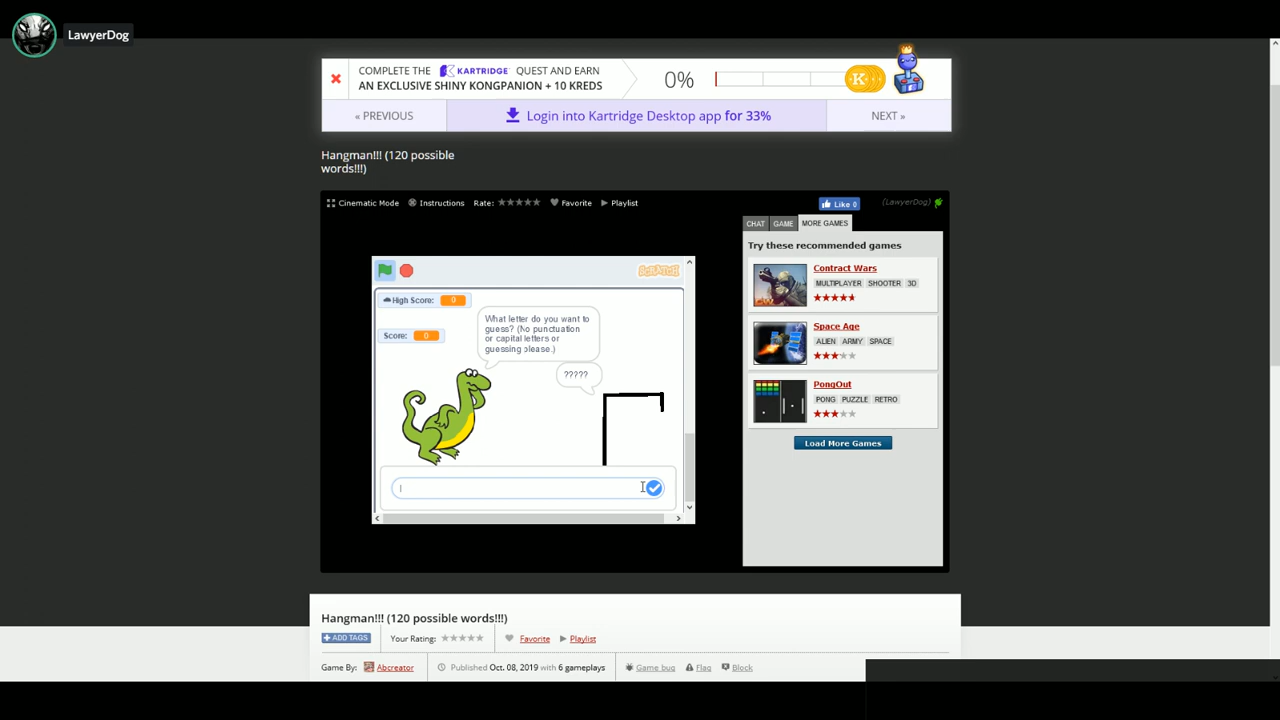 LawyerDog
COMPLETE THE KARTRIDGE QUEST AND EARN
AN EXCLUSIVE SHINY KONGPANION + 10 KREDS
0%
K
« PREVIOUS
Login into Kartridge Desktop app for 33%
NEXT »
Hangman!!! (120 possible
words!!!)
Cinematic Mode
Instructions
Rate:
Favorite
Playlist
Like 0
(LawyerDog)
CHAT
GAME
MORE GAMES
Try these recommended games
Contract Wars
MULTIPLAYER SHOOTER 3D
Space Age
ALIEN ARMY SPACE
PongOut
PONG PUZZLE RETRO
Load More Games
SCRATCH
High Score: 0
Score: 0
What letter do you want to
guess? (No punctuation
or capital letters or
guessing please.)
?????
Hangman!!! (120 possible words!!!)
+ ADD TAGS
Your Rating:
Favorite
Playlist
Game By: Abcreator
Published Oct. 08, 2019 with 6 gameplays
Game bug
Flag
Block